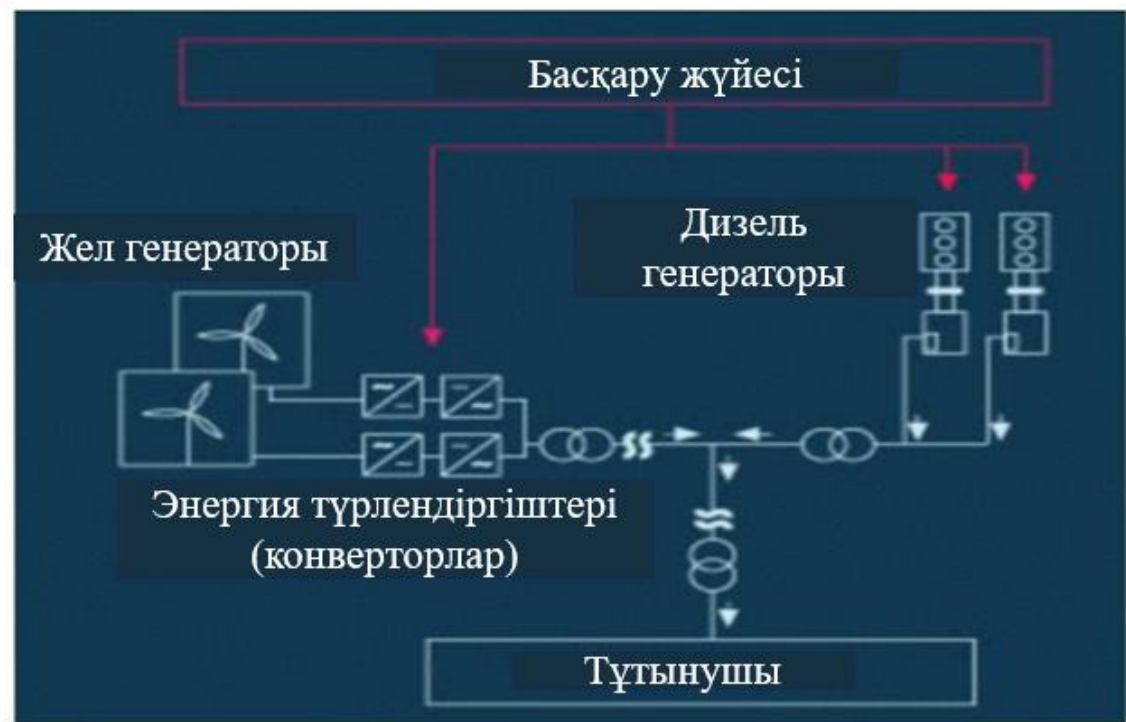 Басқару жүйесі
Жел генераторы
Дизель
генераторы
Энергия түрлендіргіштері
(конверторлар)
Тұтынушы